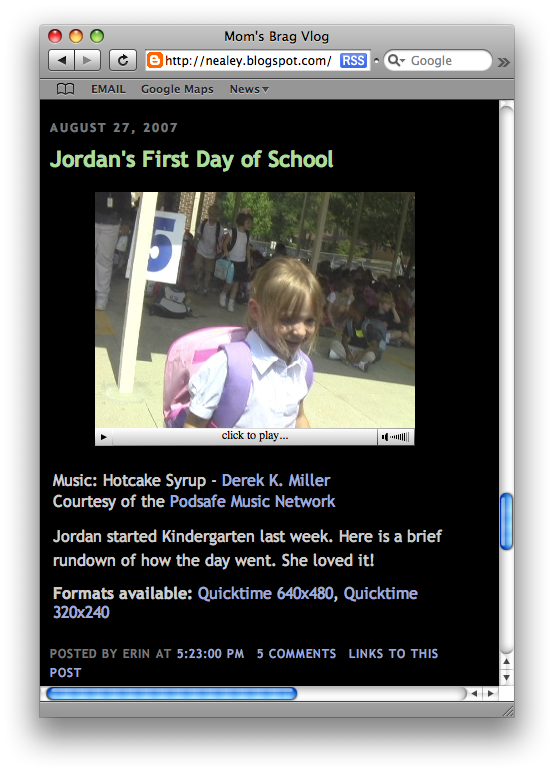 Mom's Brag Vlog
http://nealey.blogspot.com/ RSS Google
EMAIL Google Maps News
AUGUST 27, 2007
Jordan's First Day of School
5
click to play...
Music: Hotcake Syrup - Derek K. Miller
Courtesy of the Podsafe Music Network
Jordan started Kindergarten last week. Here is a brief
rundown of how the day went. She loved it!
Formats available: Quicktime 640x480, Quicktime
320x240
POSTED BY ERIN AT 5:23:00 PM 5 COMMENTS LINKS TO THIS
POST